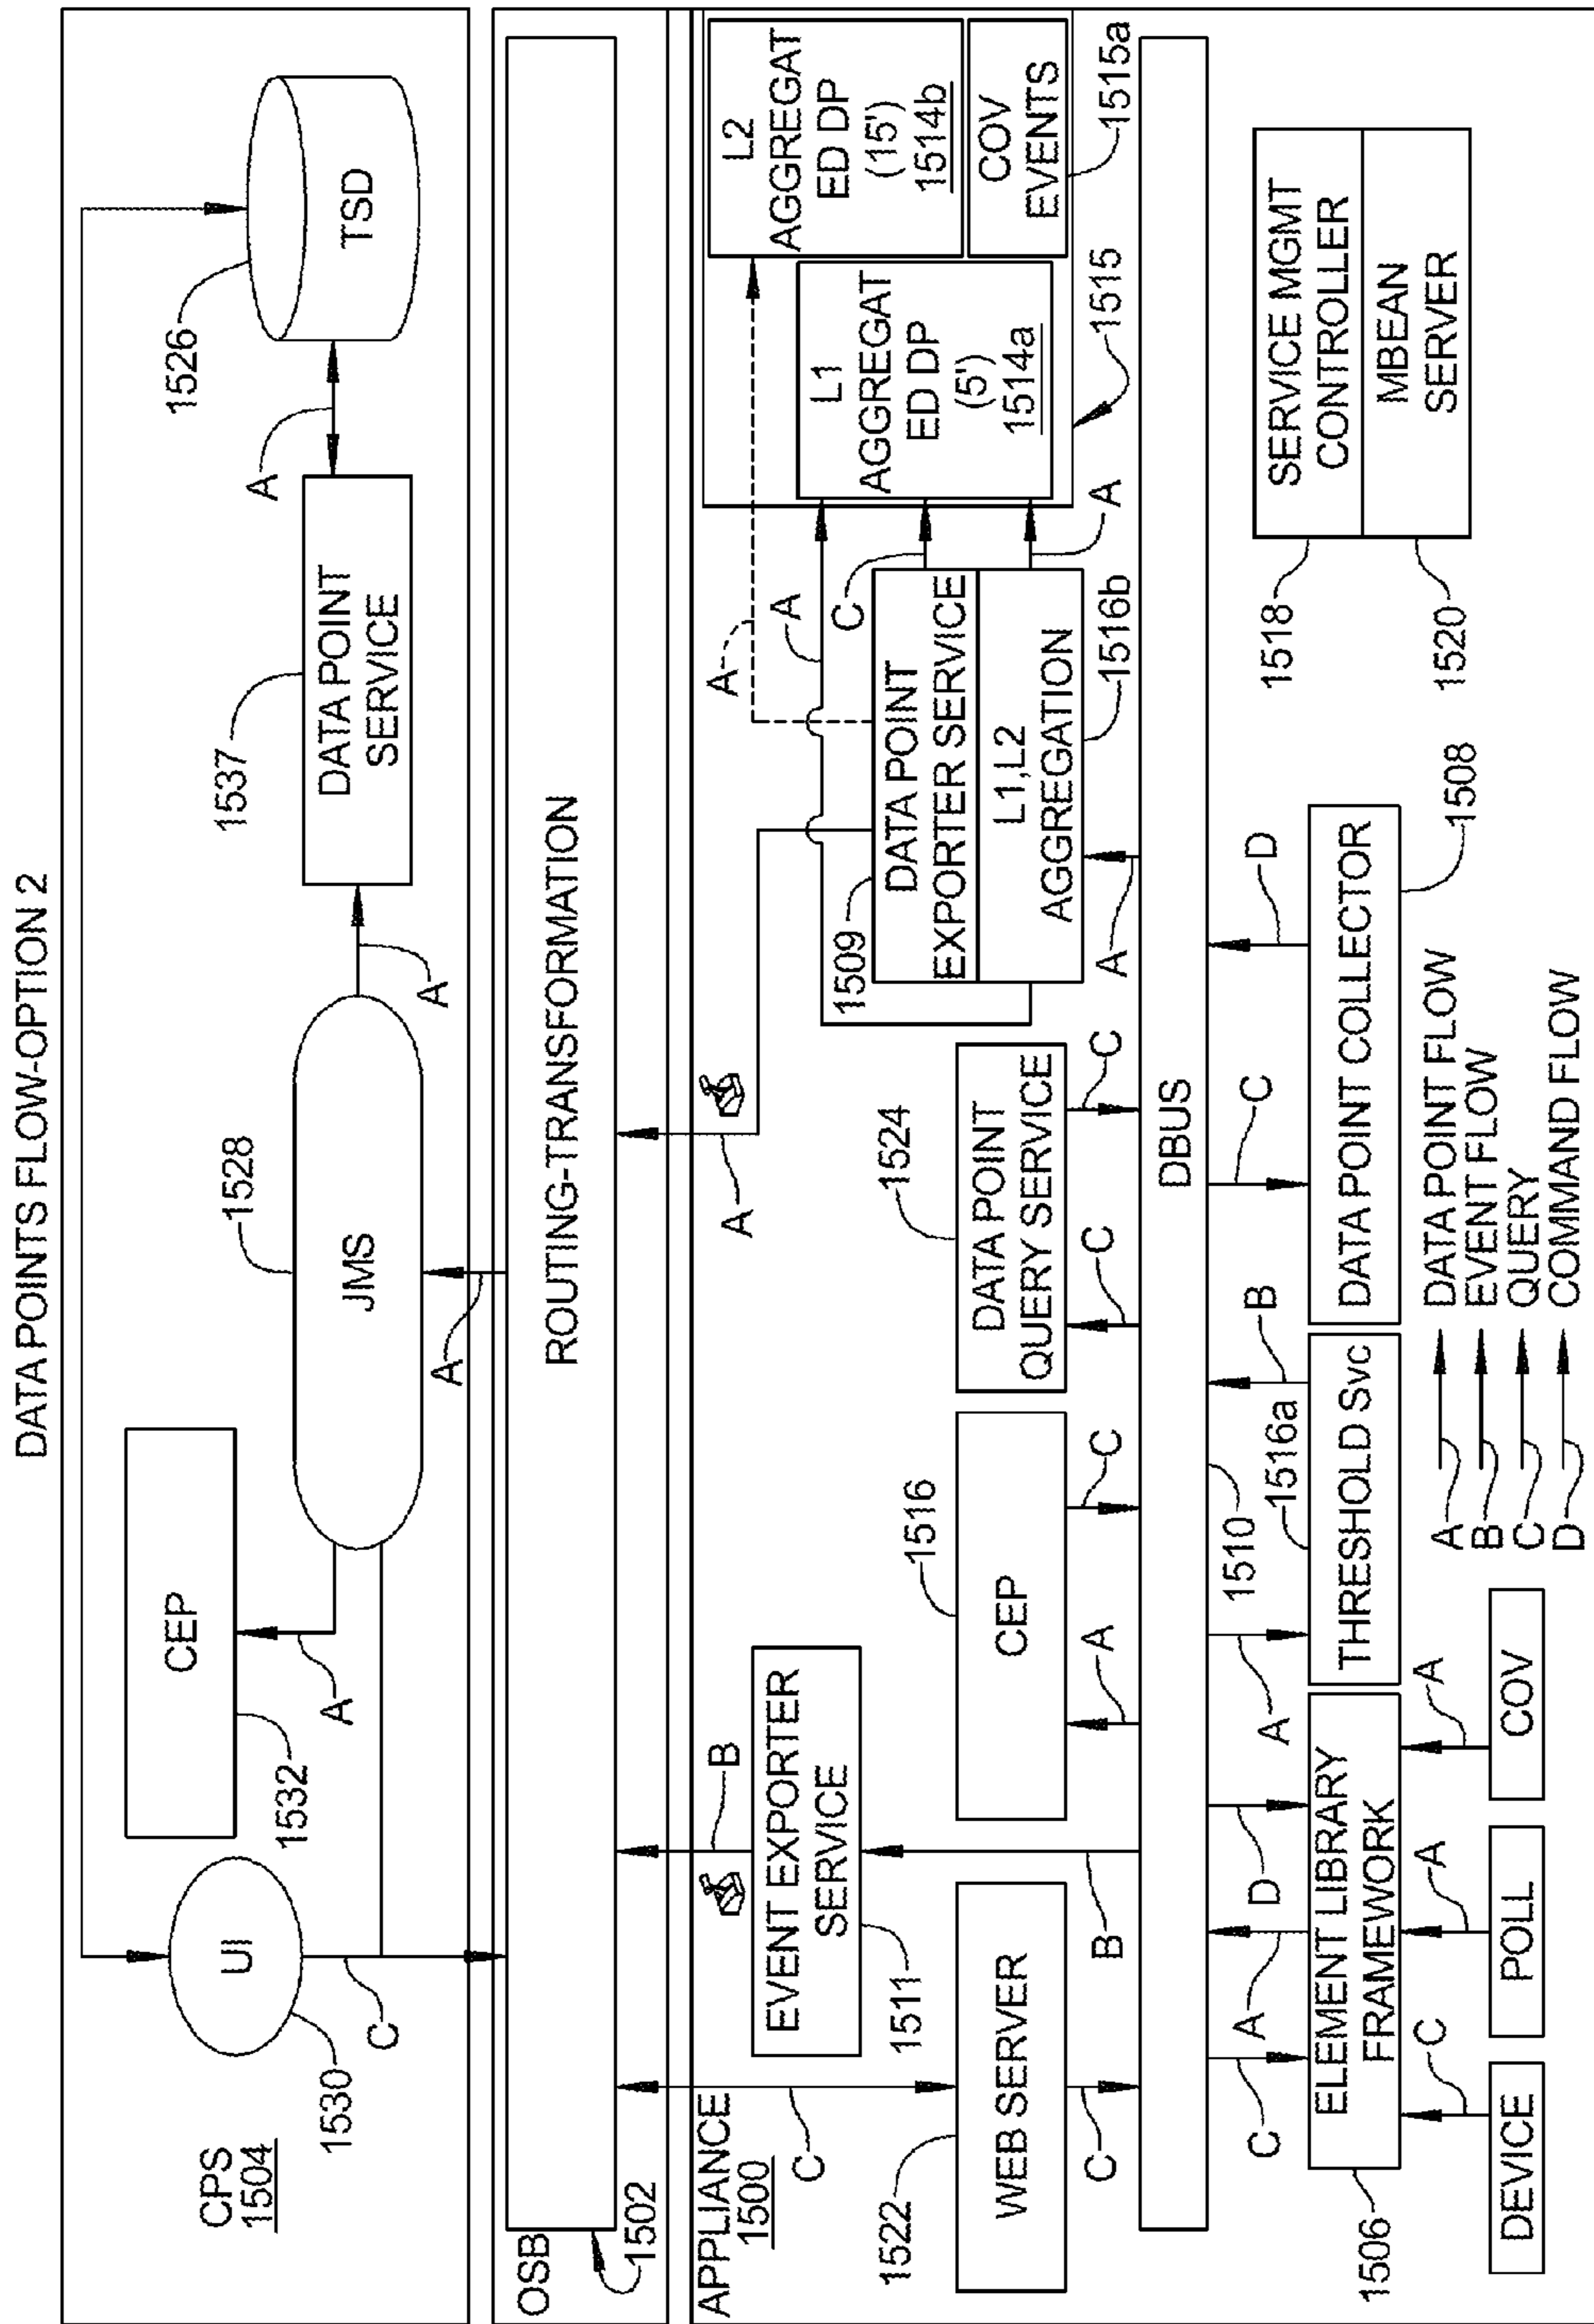 DATA POINTS FLOW-OPTION 2
CPS
1504
UI
1530
C
CEP
1532
A
JMS
1528
A
A
DATA POINT
SERVICE
1537
A
TSD
1526
OSB
1502
ROUTING-TRANSFORMATION
APPLIANCE
1500
C
WEB SERVER
1522
C
EVENT EXPORTER
SERVICE
1511
B
B
CEP
1516
A
C
DATA POINT
QUERY SERVICE
1524
C
C
A
DATA POINT
EXPORTER SERVICE
1509
L1,L2
AGGREGATION
1516b
A
A
A
C
A
L1
AGGREGAT
ED DP
(5')
1514a
L2
AGGREGAT
ED DP
(15')
1514b
COV
EVENTS
1515a
1515
DBUS
1510
C
A
D
A
B
C
D
ELEMENT LIBRARY
FRAMEWORK
1506
THRESHOLD Svc
1516a
DATA POINT COLLECTOR
1508
SERVICE MGMT
CONTROLLER
1518
MBEAN
SERVER
1520
C
A
A
DEVICE
POLL
COV
A DATA POINT FLOW
B EVENT FLOW
C QUERY
D COMMAND FLOW